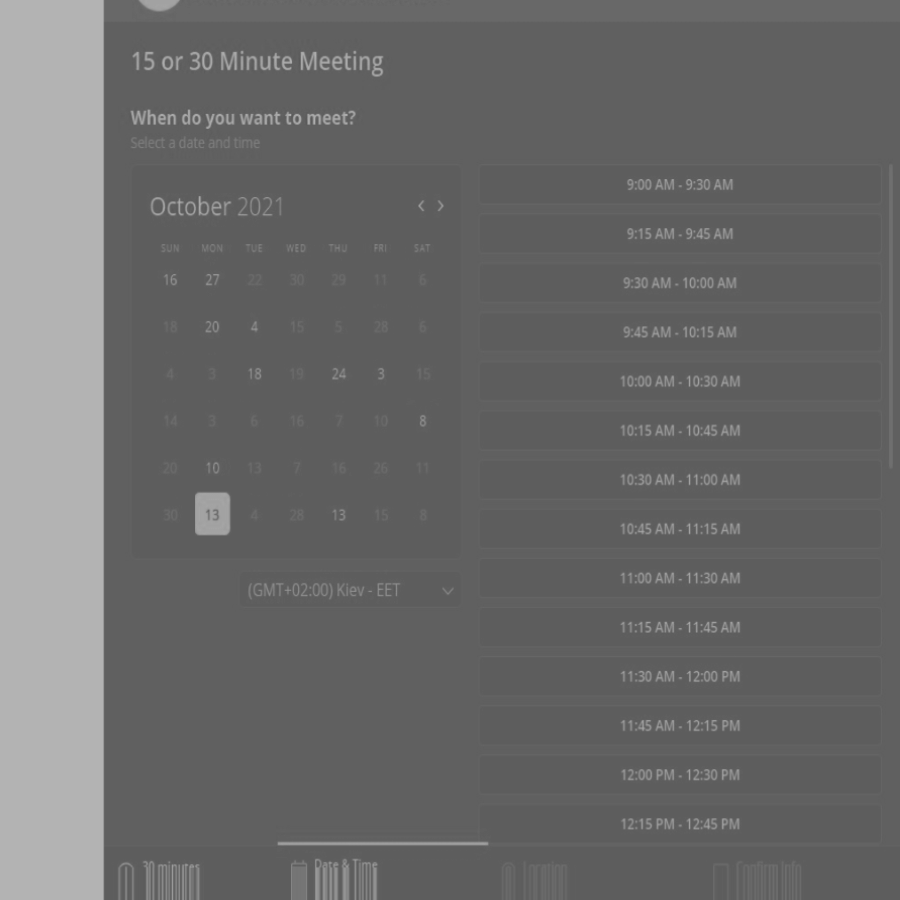 15 or 30 Minute Meeting
When do you want to meet?
Select a date and time
October 2021
SUN MON TUE WED THU FRI SAT
16 27 22 30 29 11 6
18 20 4 15 5 28 6
4 3 18 19 24 3 15
14 3 6 16 7 10 8
20 10 13 7 16 26 11
30 13 4 28 13 15 8
(GMT+02:00) Kiev - EET
9:00 AM - 9:30 AM
9:15 AM - 9:45 AM
9:30 AM - 10:00 AM
9:45 AM - 10:15 AM
10:00 AM - 10:30 AM
10:15 AM - 10:45 AM
10:30 AM - 11:00 AM
10:45 AM - 11:15 AM
11:00 AM - 11:30 AM
11:15 AM - 11:45 AM
11:30 AM - 12:00 PM
11:45 AM - 12:15 PM
12:00 PM - 12:30 PM
12:15 PM - 12:45 PM
30 minutes Date & Time Location Confirm Info